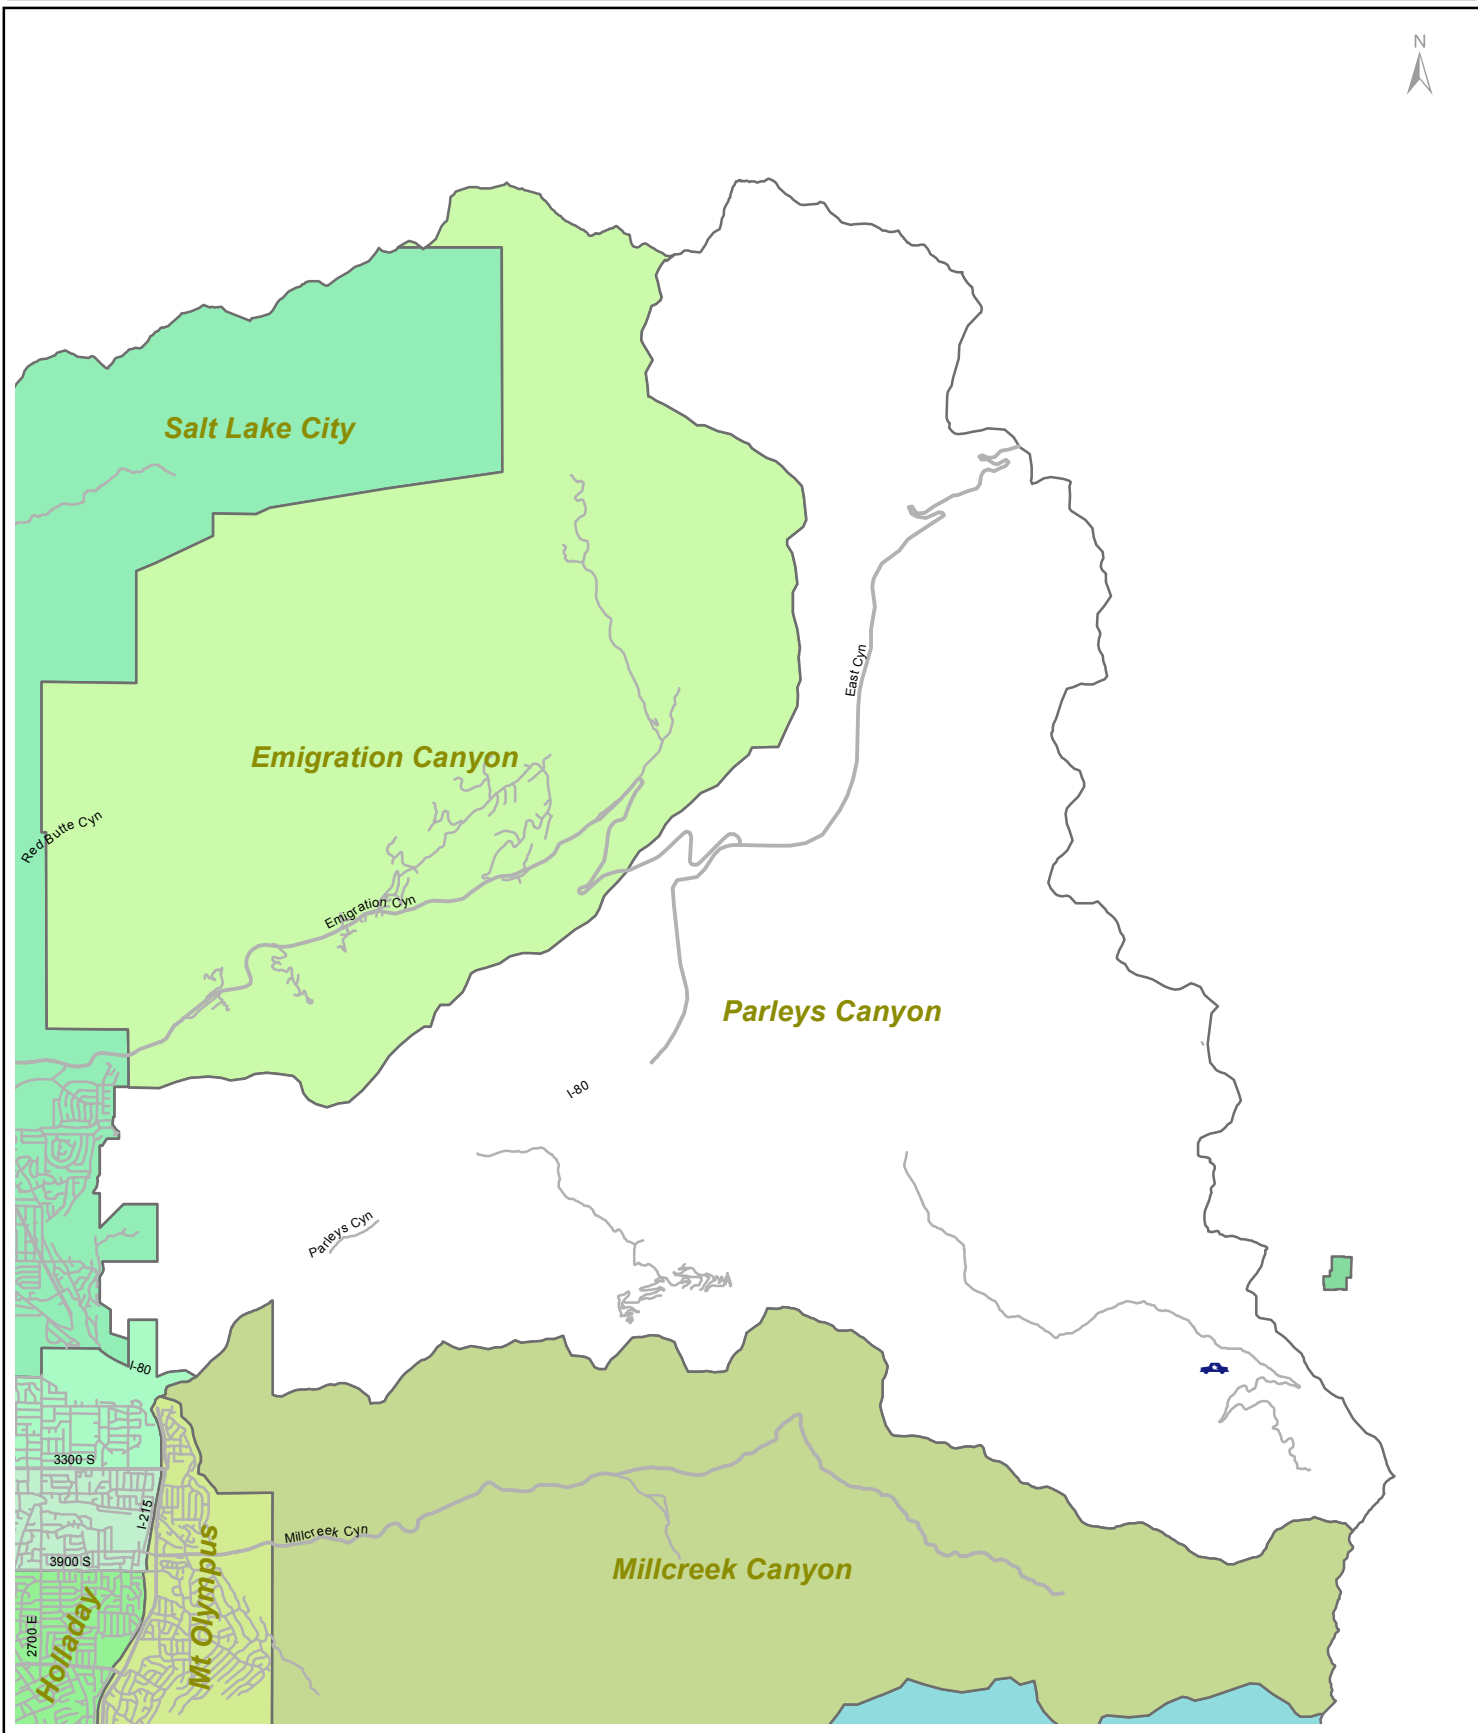 N
Salt Lake City
East Cyn
Emigration Canyon
Red Butte Cyn
Emigration Cyn
Parleys Canyon
I-80
Parleys Cyn
I-80
3300 S
I-215
Millcreek Cyn
3900 S
Millcreek Canyon
2700 E
Holladay
Mt Olympus